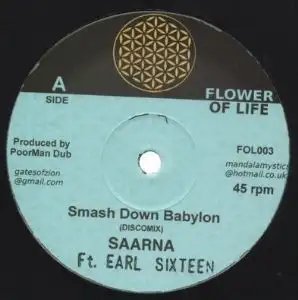 A
SIDE
FLOWER
OF LIFE
Produced by
PoorMan Dub
FOL003
gatesofzion
@gmail.com
mandalamystics
@hotmail.co.uk
45 rpm
Smash Down Babylon
(DISCOMIX)
SAARNA
Ft. EARL SIXTEEN